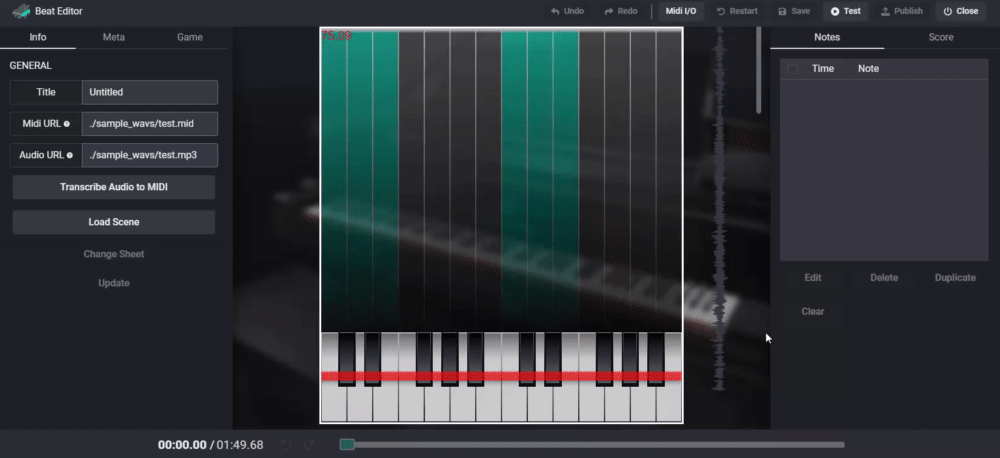 Beat Editor
Undo Redo Midi I/O Restart Save Test Publish Close
Info Meta Game
GENERAL
Title Untitled
Midi URL ./sample_wavs/test.mid
Audio URL ./sample_wavs/test.mp3
Transcribe Audio to MIDI
Load Scene
Change Sheet
Update
Notes Score
Time Note
Edit Delete Duplicate
Clear
00:00.00 / 01:49.68